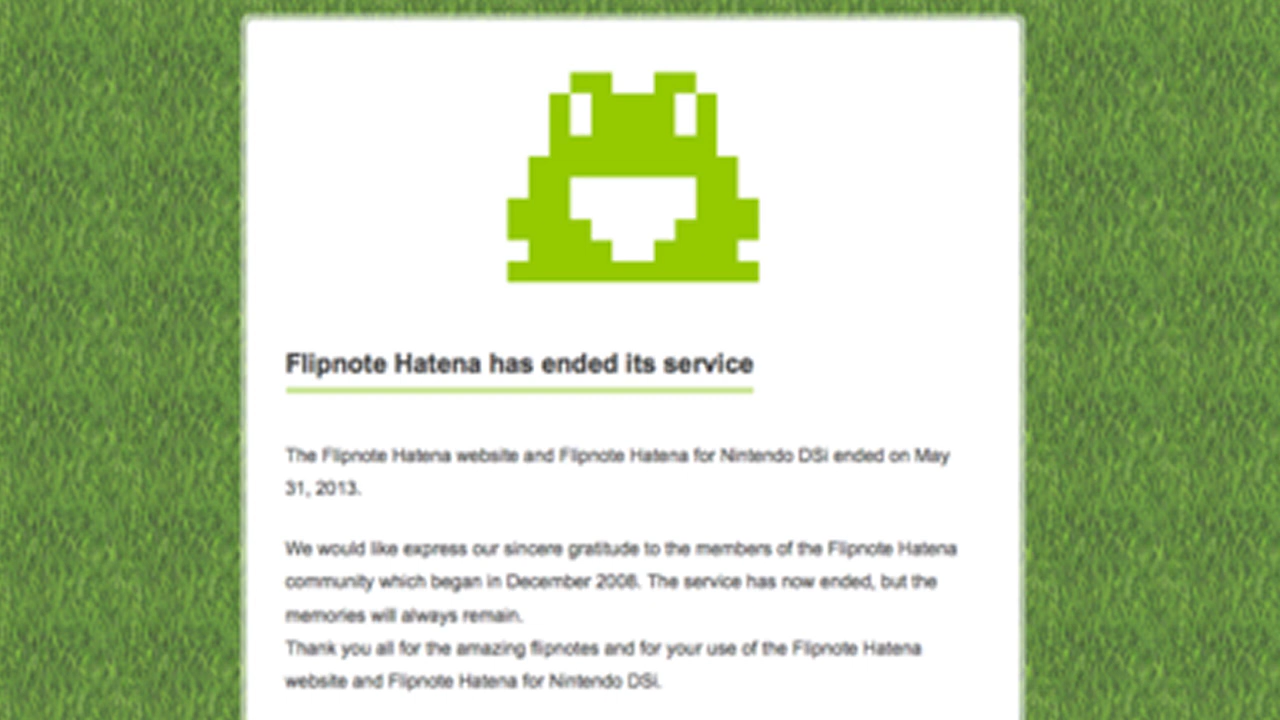 Flipnote Hatena has ended its service
The Flipnote Hatena website and Flipnote Hatena for Nintendo DSi ended on May
31, 2013.
We would like express our sincere gratitude to the members of the Flipnote Hatena
community which began in December 2008. The service has now ended, but the
memories will always remain.
Thank you all for the amazing flipnotes and for your use of the Flipnote Hatena
website and Flipnote Hatena for Nintendo DSi.